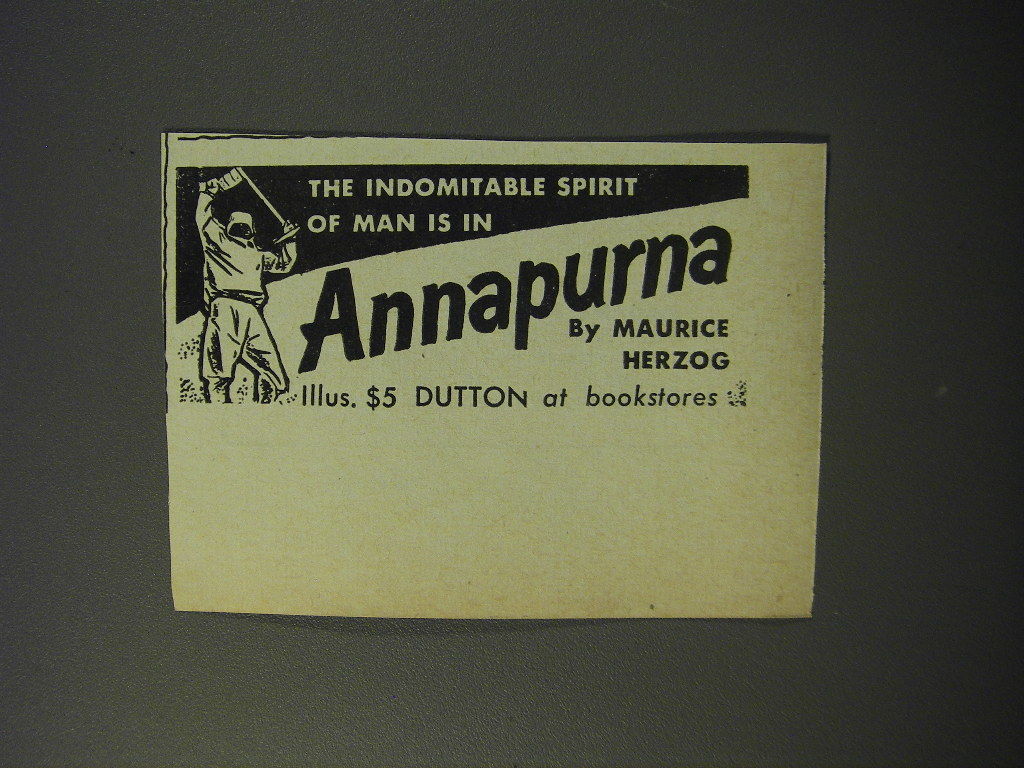 THE INDOMITABLE SPIRIT
OF MAN IS IN
Annapurna
By MAURICE
HERZOG
Illus. $5 DUTTON at bookstores